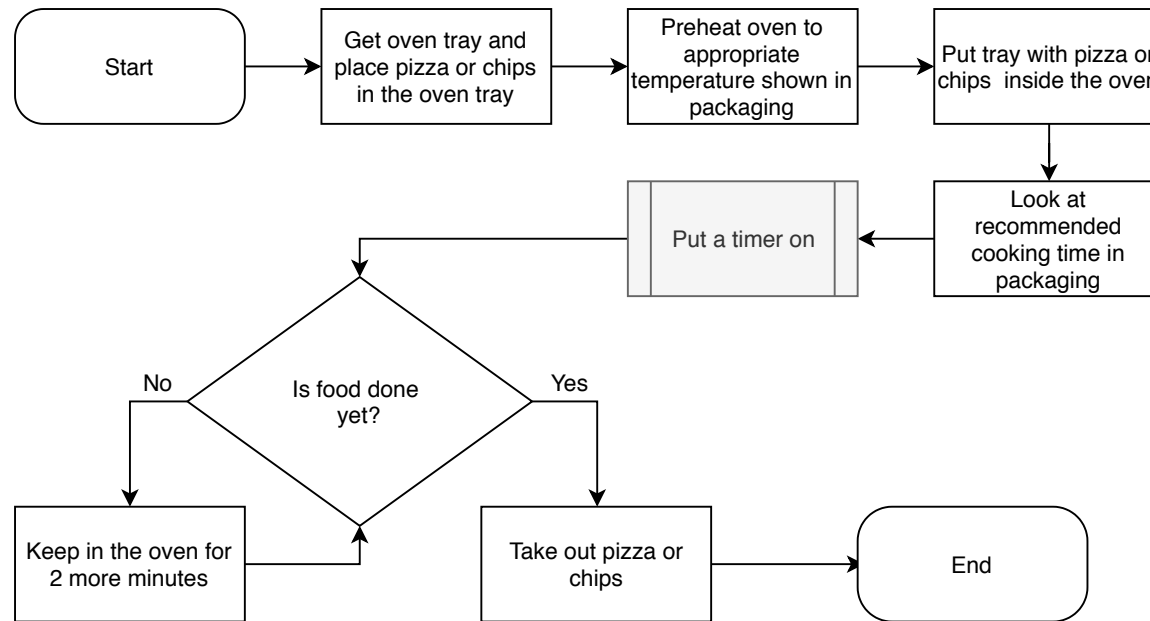 Start
Get oven tray and
place pizza or chips
in the oven tray
Preheat oven to
appropriate
temperature shown in
packaging
Put tray with pizza or
chips  inside the oven
Look at
recommended
cooking time in
packaging
Put a timer on
Is food done
yet?
No
Yes
Keep in the oven for
2 more minutes
Take out pizza or
chips
End